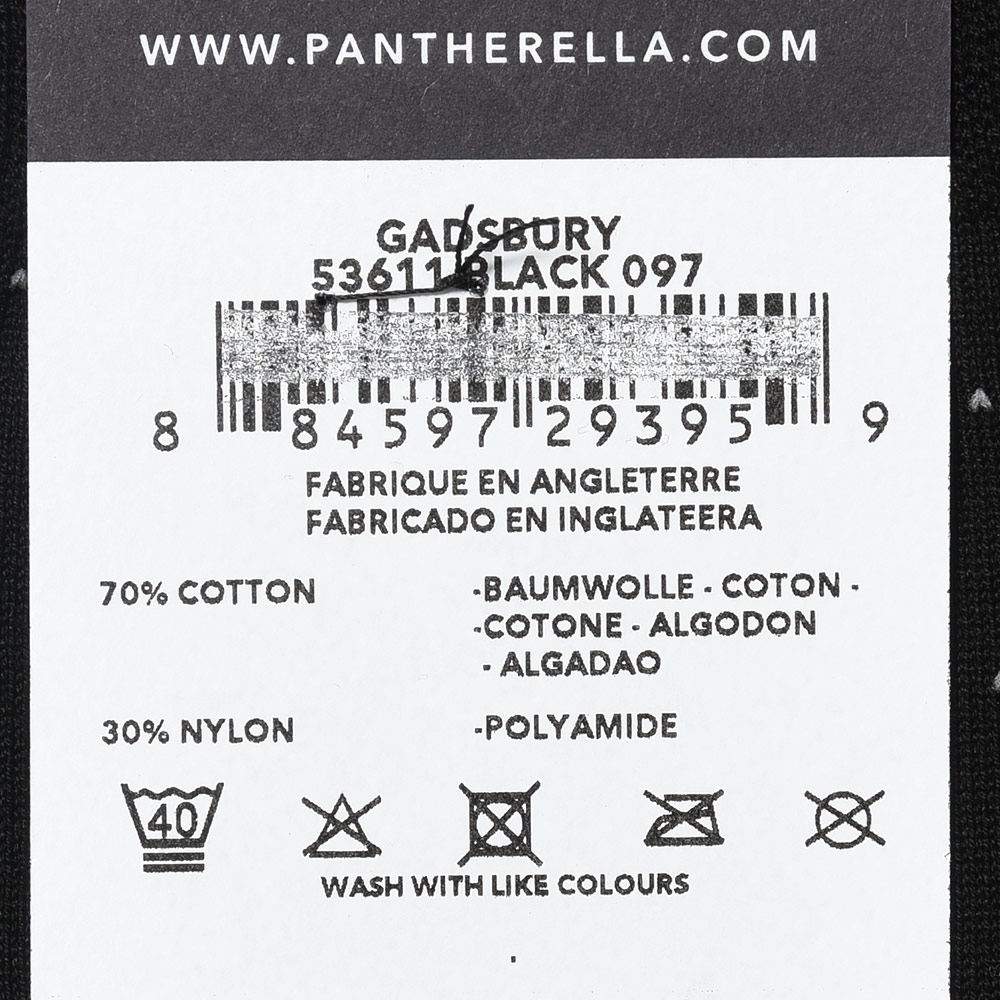 WWW.PANTHERELLA.COM
GADSBURY
53611 BLACK 097
8 84597 29395 9
FABRIQUE EN ANGLETERRE
FABRICADO EN INGLATEERA
70% COTTON -BAUMWOLLE - COTON -
-COTONE - ALGODON
- ALGADAO
30% NYLON -POLYAMIDE
40
WASH WITH LIKE COLOURS